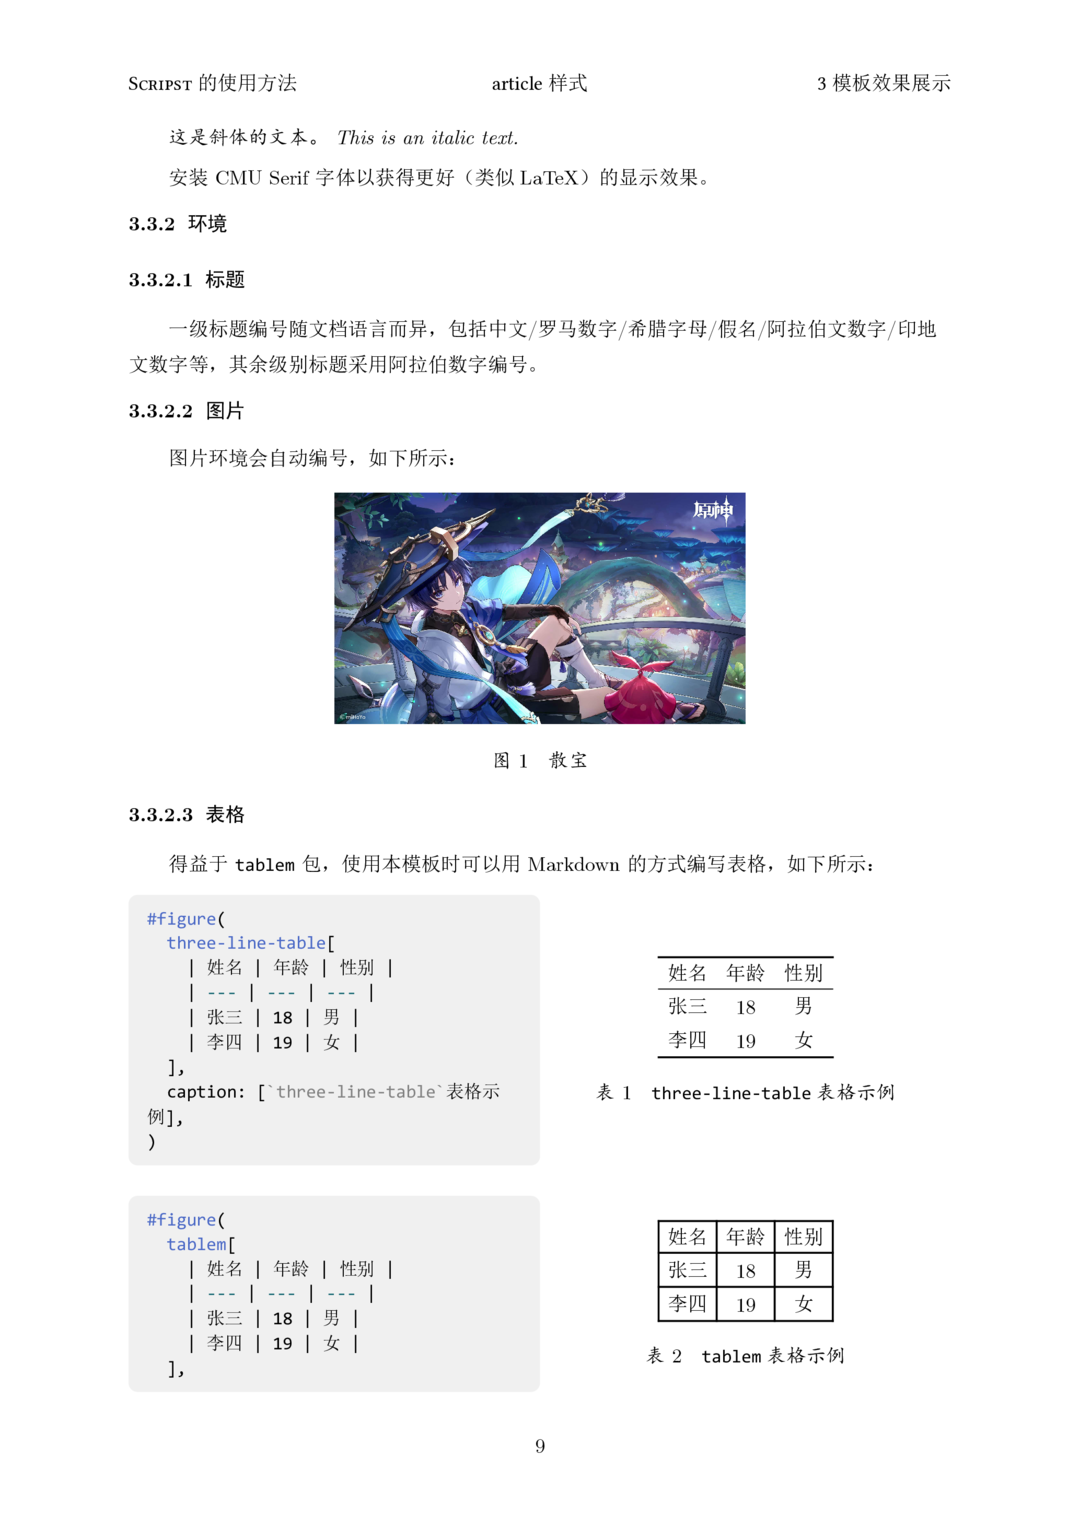 Scripst 的使用方法 article 样式 3 模板效果展示
这是斜体的文本。 This is an italic text.
安装 CMU Serif 字体以获得更好（类似 LaTeX）的显示效果。
3.3.2 环境
3.3.2.1 标题
一级标题编号随文档语言而异，包括中文/罗马数字/希腊字母/假名/阿拉伯文数字/印地
文数字等，其余级别标题采用阿拉伯数字编号。
3.3.2.2 图片
图片环境会自动编号，如下所示：
原神
© miHoYo
图 1 散宝
3.3.2.3 表格
得益于 tablem 包，使用本模板时可以用 Markdown 的方式编写表格，如下所示：
#figure(
three-line-table[
| 姓名 | 年龄 | 性别 |
| --- | --- | --- |
| 张三 | 18 | 男 |
| 李四 | 19 | 女 |
],
caption: [`three-line-table`表格示
例],
)
姓名 年龄 性别
张三 18 男
李四 19 女
表 1 three-line-table 表格示例
#figure(
tablem[
| 姓名 | 年龄 | 性别 |
| --- | --- | --- |
| 张三 | 18 | 男 |
| 李四 | 19 | 女 |
],
姓名 年龄 性别
张三 18 男
李四 19 女
表 2 tablem 表格示例
9